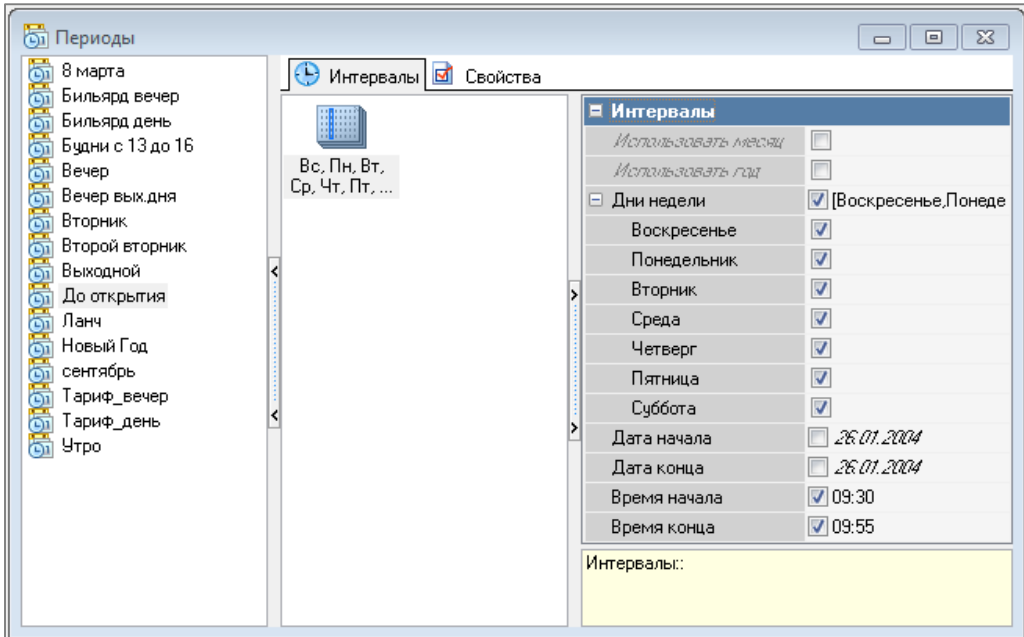 Периоды
8 марта
Бильярд вечер
Бильярд день
Будни с 13 до 16
Вечер
Вечер вых.дня
Вторник
Второй вторник
Выходной
До открытия
Ланч
Новый Год
сентябрь
Тариф_вечер
Тариф_день
Утро
Интервалы Свойства
Вс, Пн, Вт,
Ср, Чт, Пт, ...
Интервалы
Использовать месяц
Использовать год
Дни недели [Воскресенье,Понеде
Воскресенье
Понедельник
Вторник
Среда
Четверг
Пятница
Суббота
Дата начала 26.01.2004
Дата конца 26.01.2004
Время начала 09:30
Время конца 09:55
Интервалы::